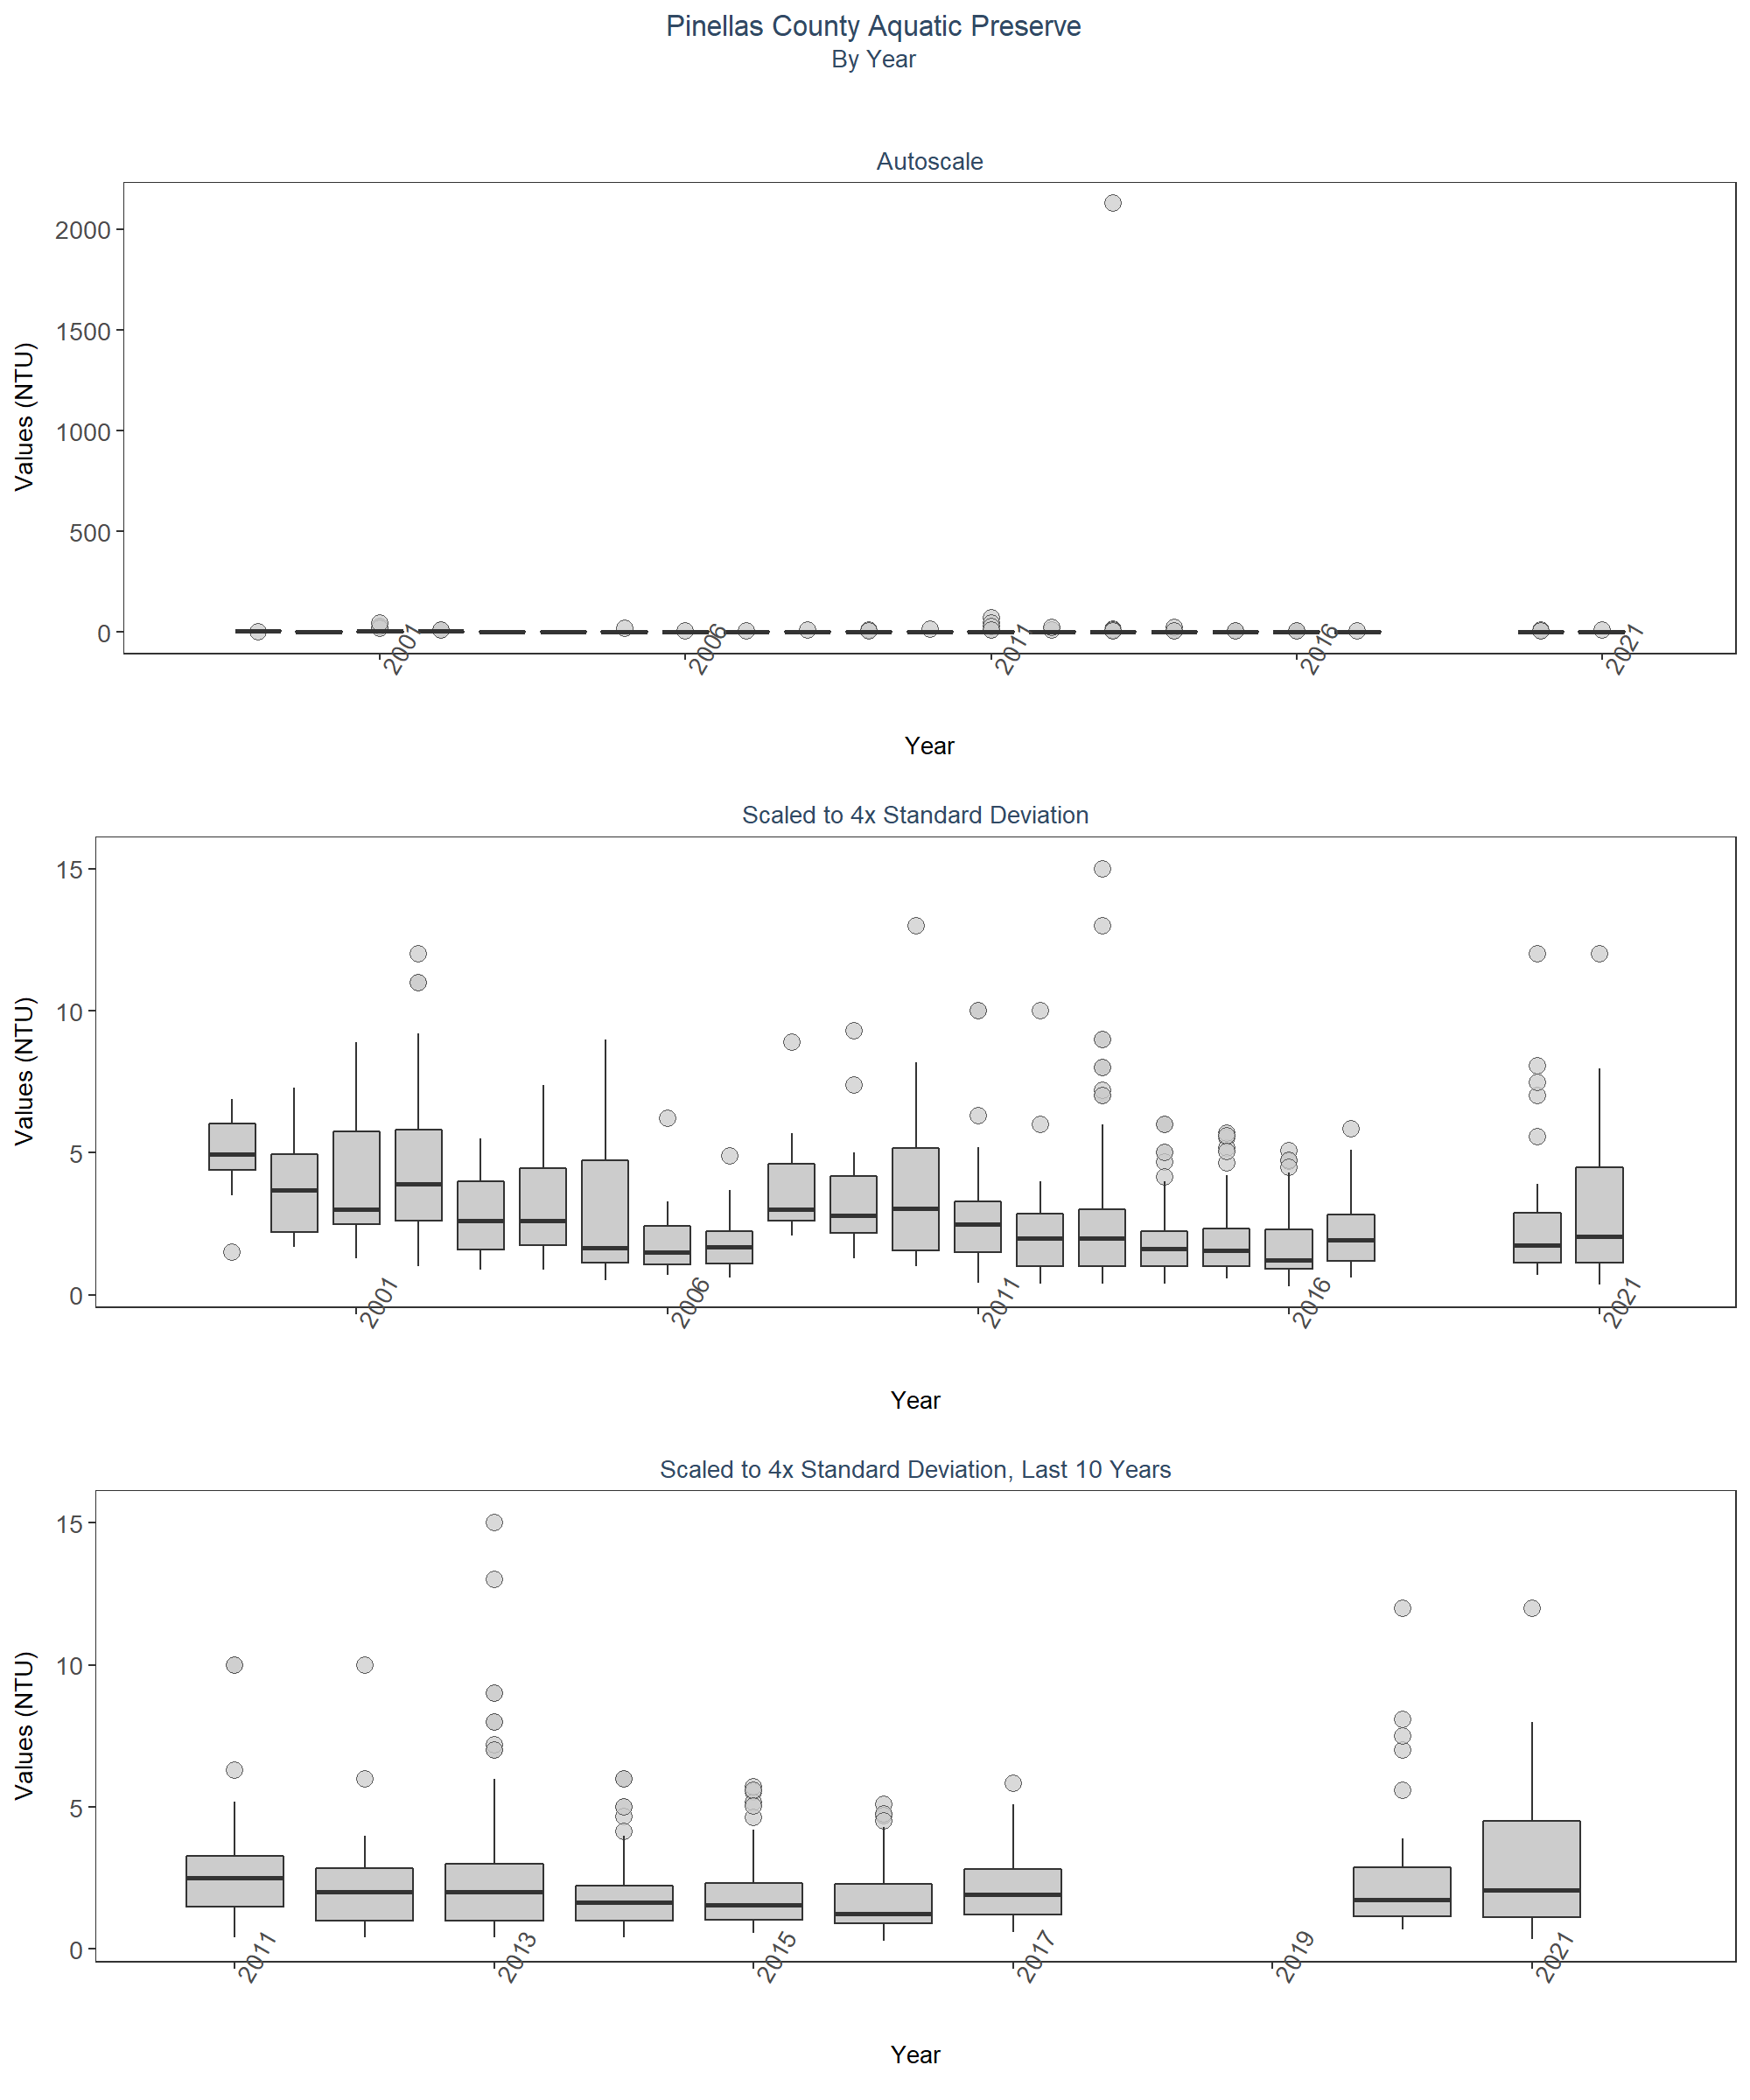 Pinellas County Aquatic Preserve
By Year
Autoscale
Values (NTU)
2000
1500
1000
500
0
2001
2006
2011
2016
2021
Year
Scaled to 4x Standard Deviation
Values (NTU)
15
10
5
0
2001
2006
2011
2016
2021
Year
Scaled to 4x Standard Deviation, Last 10 Years
Values (NTU)
15
10
5
0
2011
2013
2015
2017
2019
2021
Year